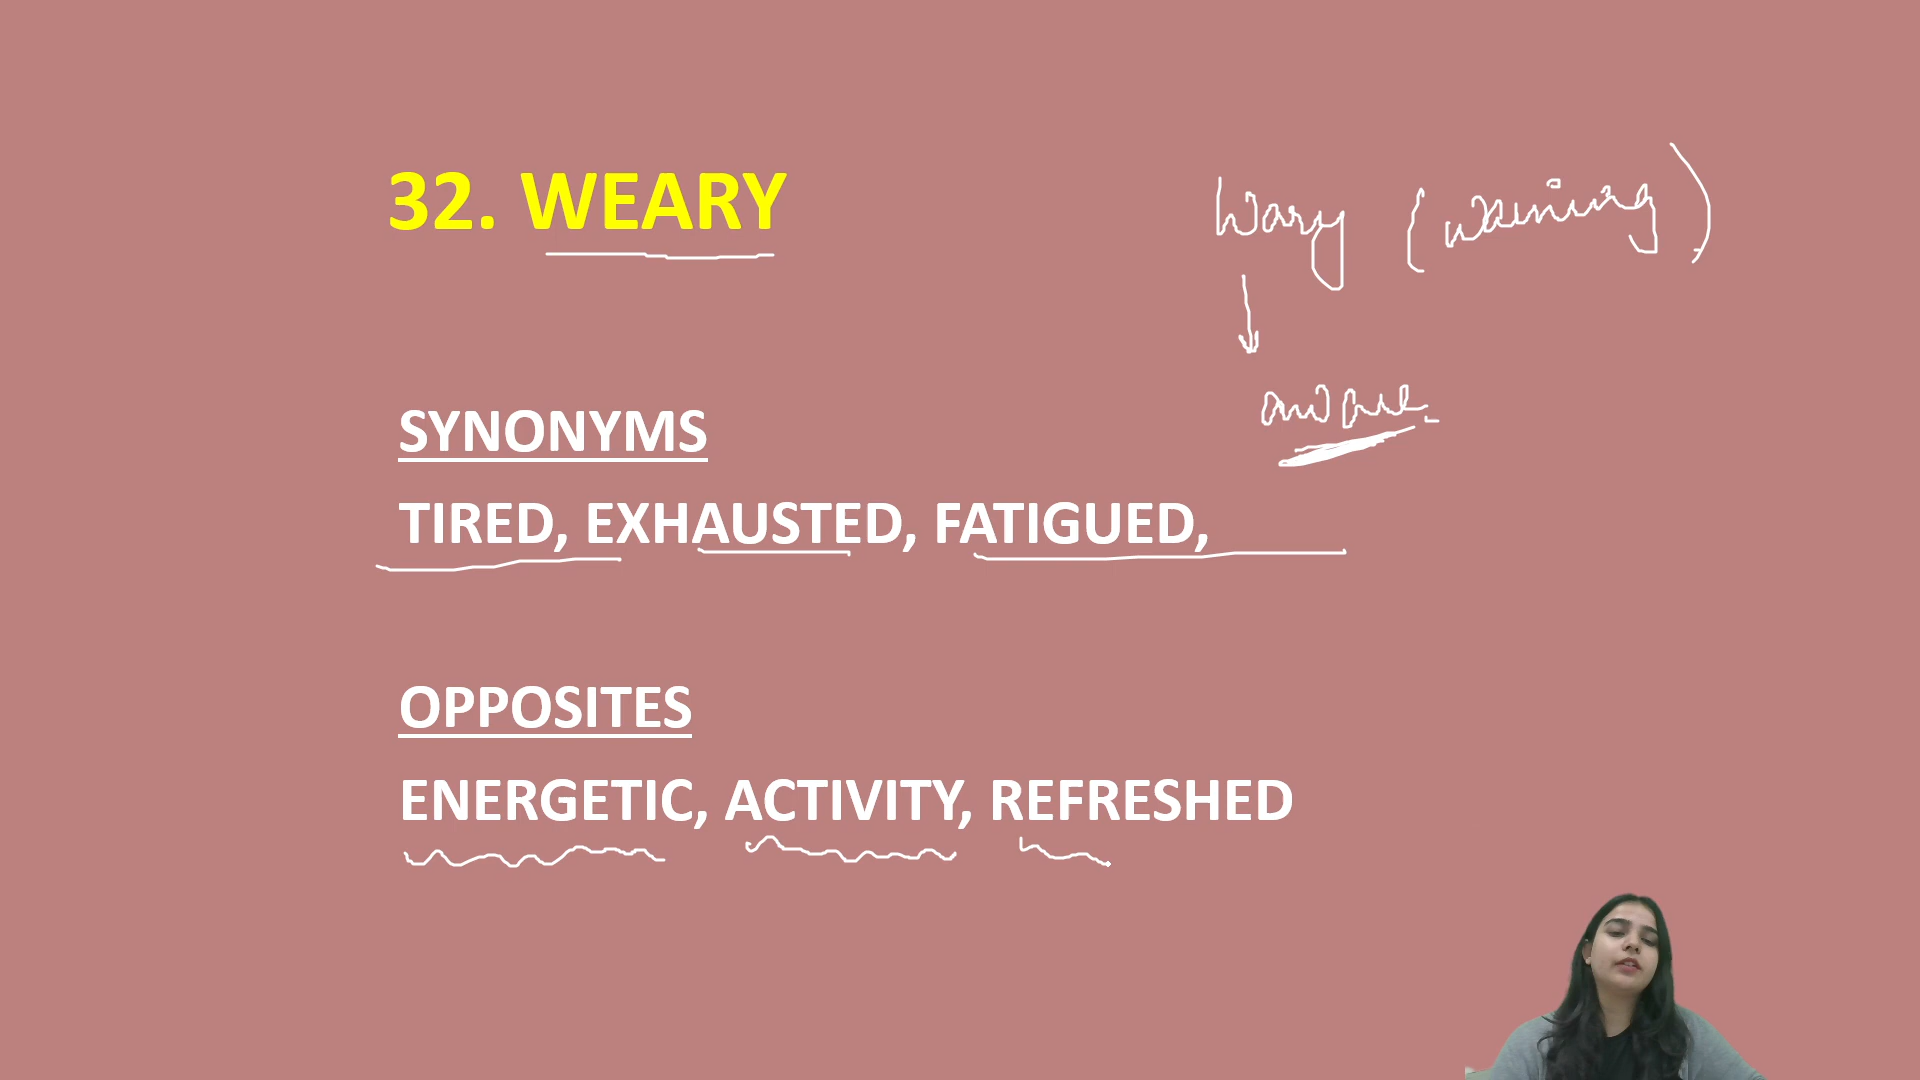 32. WEARY
Wary (warning)
aware
SYNONYMS
TIRED, EXHAUSTED, FATIGUED,
OPPOSITES
ENERGETIC, ACTIVITY, REFRESHED